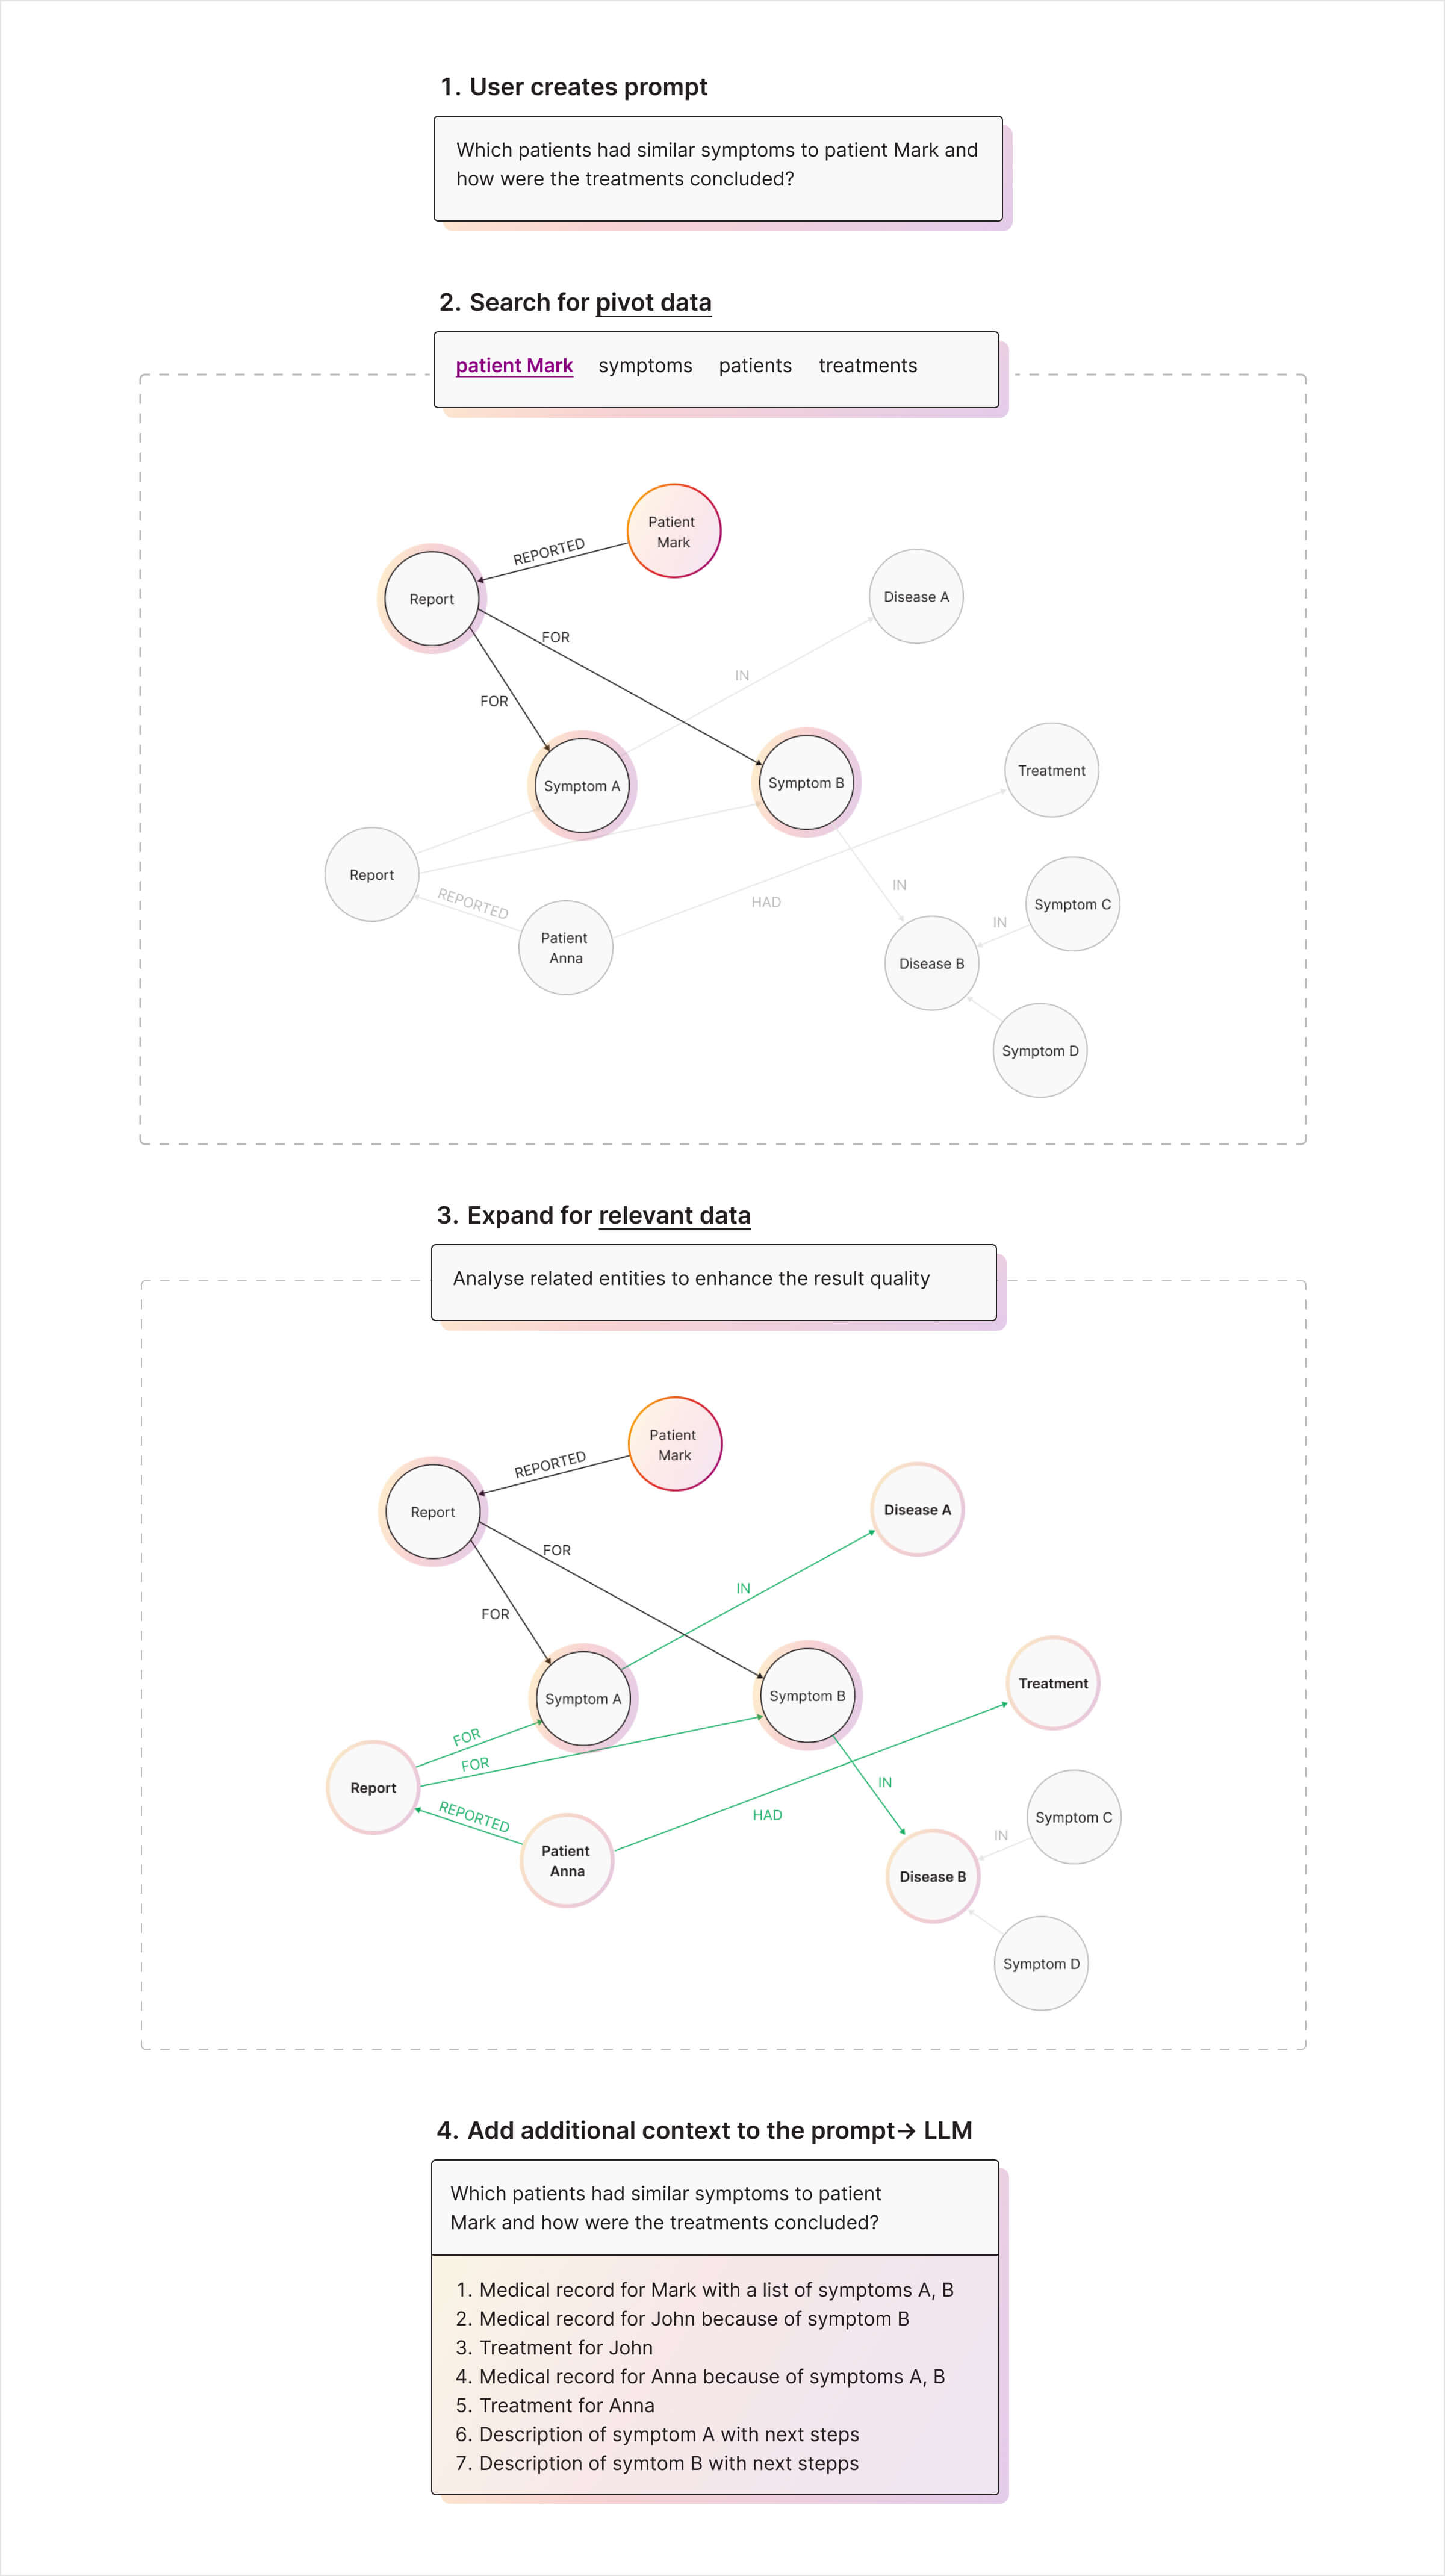 1. User creates prompt
Which patients had similar symptoms to patient Mark and
how were the treatments concluded?
2. Search for pivot data
patient Mark symptoms patients treatments
Patient
Mark
REPORTED
Report
Disease A
FOR
IN
FOR
Treatment
Symptom A
Symptom B
Report
IN
REPORTED
HAD
Symptom C
IN
Patient
Anna
Disease B
Symptom D
3. Expand for relevant data
Analyse related entities to enhance the result quality
Patient
Mark
REPORTED
Report
Disease A
FOR
IN
FOR
Treatment
Symptom A
Symptom B
FOR
FOR
Report
IN
REPORTED
HAD
Symptom C
IN
Patient
Anna
Disease B
Symptom D
4. Add additional context to the prompt→ LLM
Which patients had similar symptoms to patient
Mark and how were the treatments concluded?
1. Medical record for Mark with a list of symptoms A, B
2. Medical record for John because of symptom B
3. Treatment for John
4. Medical record for Anna because of symptoms A, B
5. Treatment for Anna
6. Description of symptom A with next steps
7. Description of symtom B with next stepps